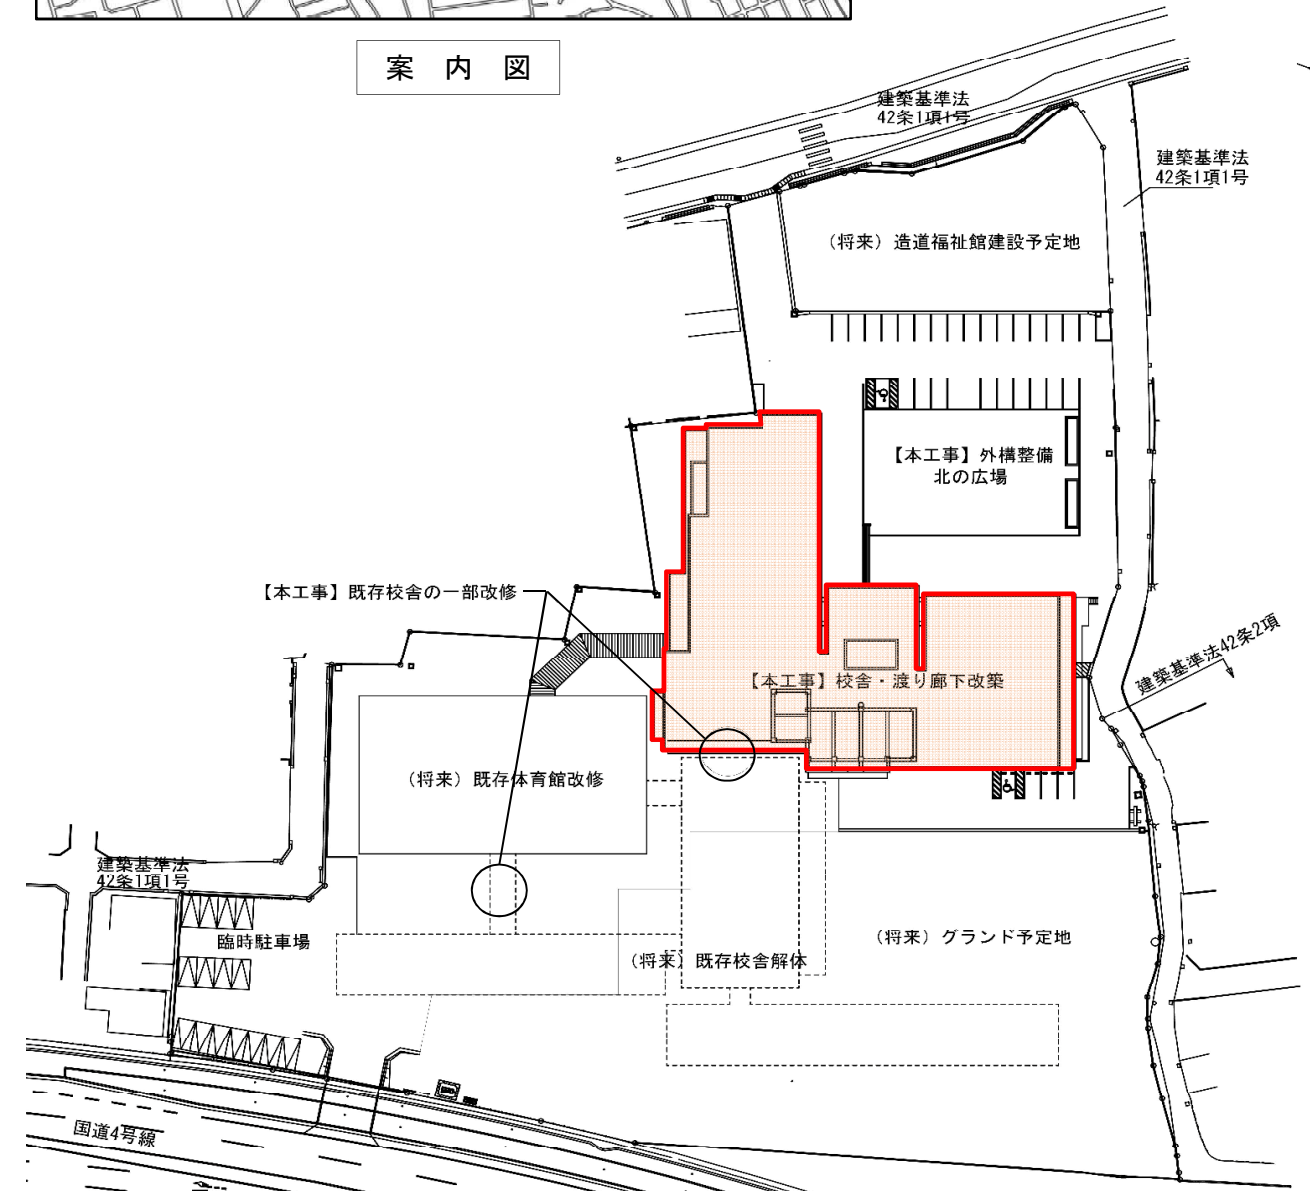 案内図
建築基準法
42条1項1号
建築基準法
42条1項1号
（将来）造道福祉館建設予定地
【本工事】外構整備
北の広場
【本工事】既存校舎の一部改修
建築基準法42条2項
【本工事】校舎・渡り廊下改築
（将来）既存体育館改修
建築基準法
42条1項1号
臨時駐車場
（将来）グランド予定地
（将来）既存校舎解体
国道4号線